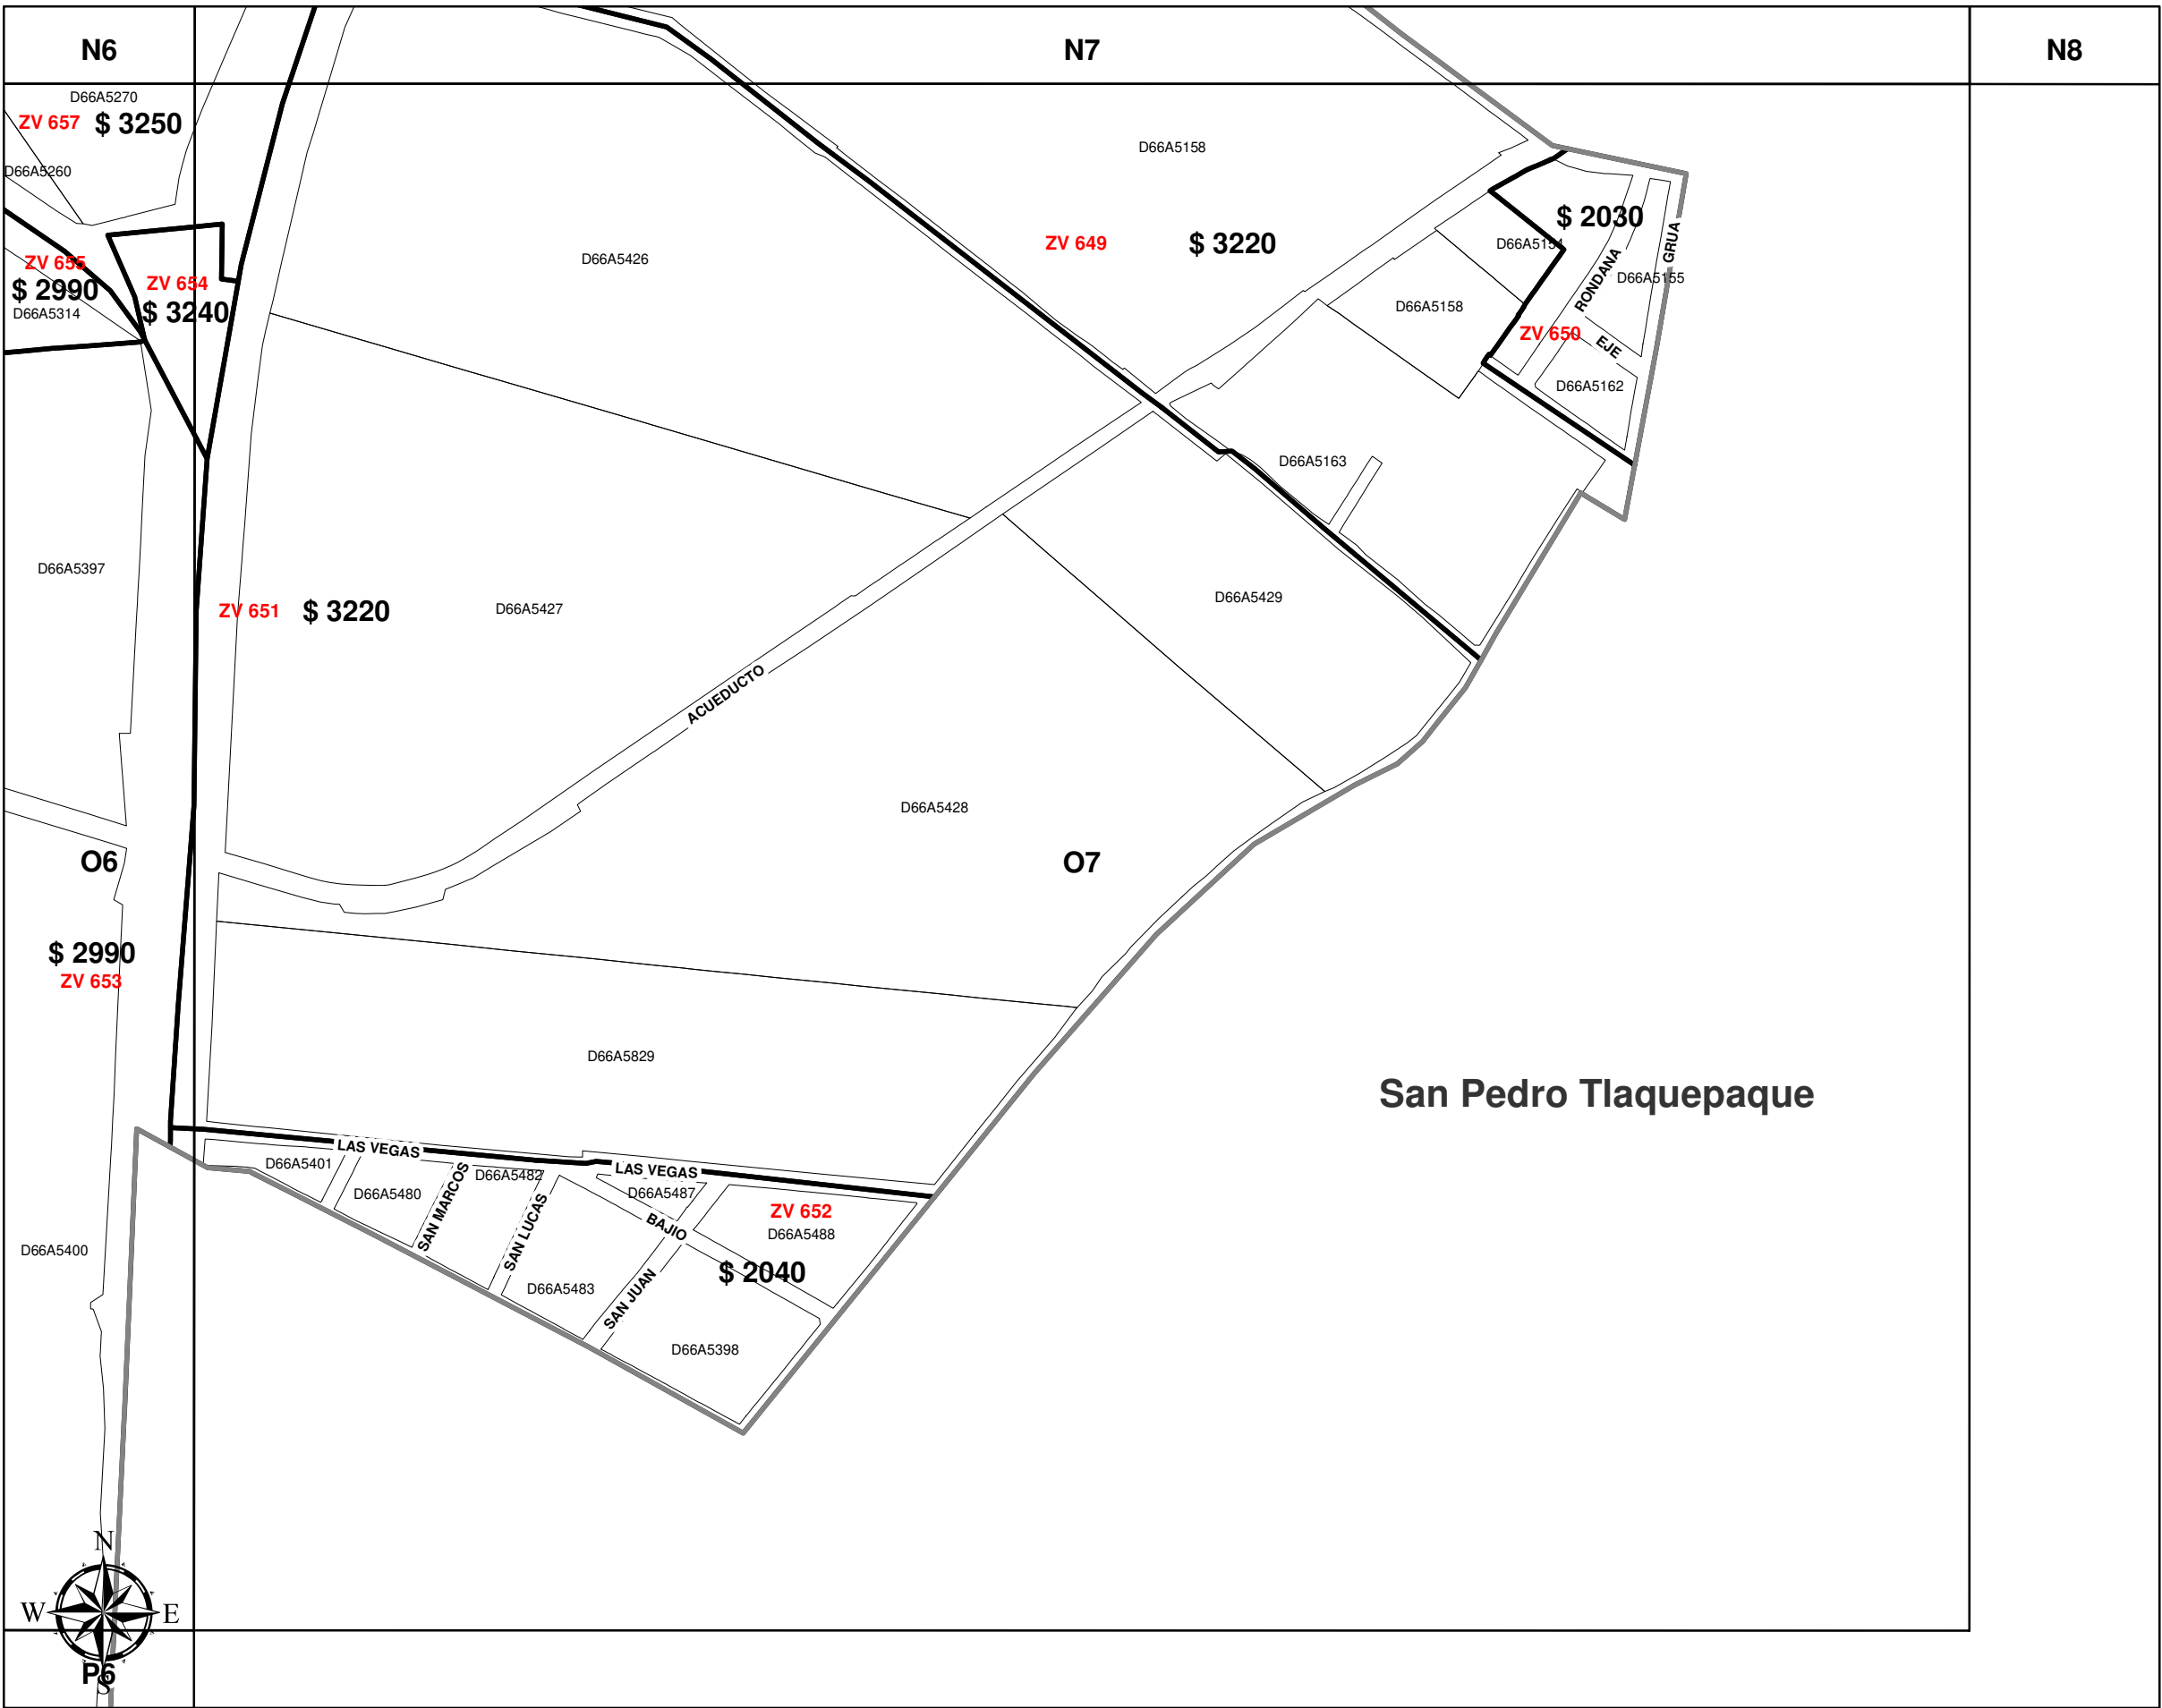 N6
N7
N8
D66A5270
ZV 657 $ 3250
D66A5260
D66A5158
$ 2030
GRUA
D66A5154
ZV 649 $ 3220
D66A5426
ZV 655
$ 2990
D66A5314
ZV 654
$ 3240
RONDANA
D66A5155
D66A5158
ZV 650
EJE
D66A5162
D66A5163
D66A5397
ZV 651 $ 3220
D66A5427
D66A5429
ACUEDUCTO
D66A5428
O6
O7
$ 2990
ZV 653
D66A5829
San Pedro Tlaquepaque
LAS VEGAS
D66A5401
D66A5480
SAN MARCOS
D66A5482
SAN LUCAS
LAS VEGAS
D66A5487
BAJIO
ZV 652
D66A5488
D66A5400
$ 2040
D66A5483
SAN JUAN
D66A5398
N
W E
P6
S